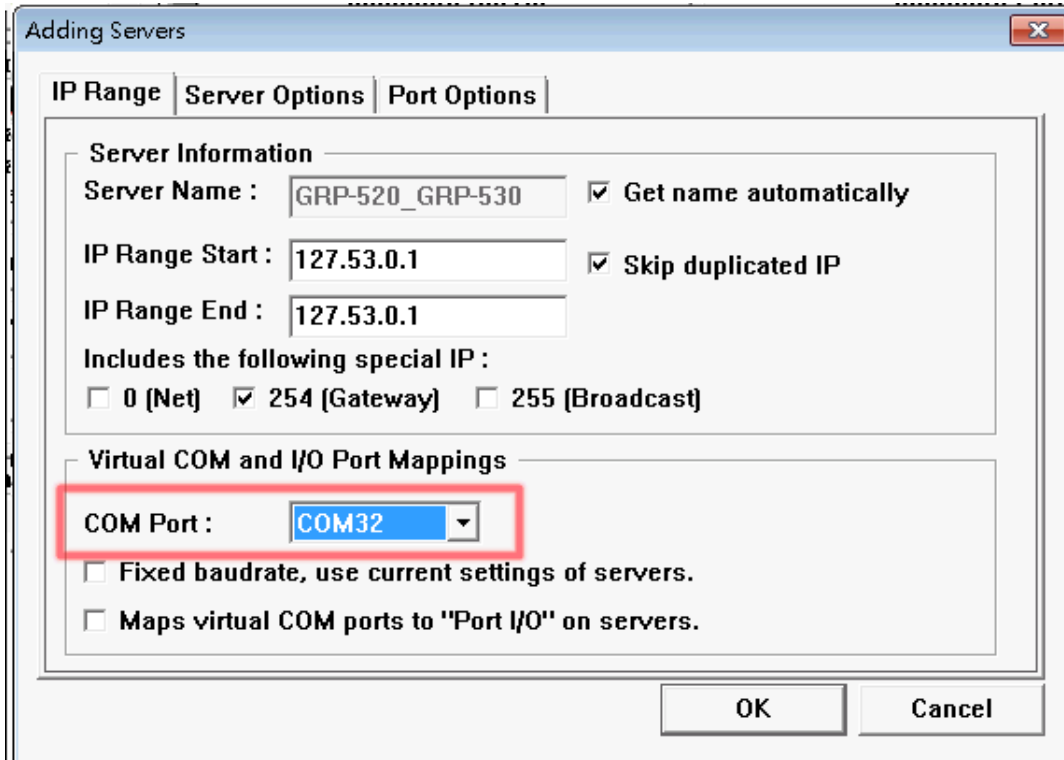 Adding Servers
IP Range Server Options Port Options
Server Information
Server Name : GRP-520_GRP-530 Get name automatically
IP Range Start : 127.53.0.1 Skip duplicated IP
IP Range End : 127.53.0.1
Includes the following special IP :
0 (Net) 254 (Gateway) 255 (Broadcast)
Virtual COM and I/O Port Mappings
COM Port : COM32
Fixed baudrate, use current settings of servers.
Maps virtual COM ports to "Port I/O" on servers.
OK Cancel